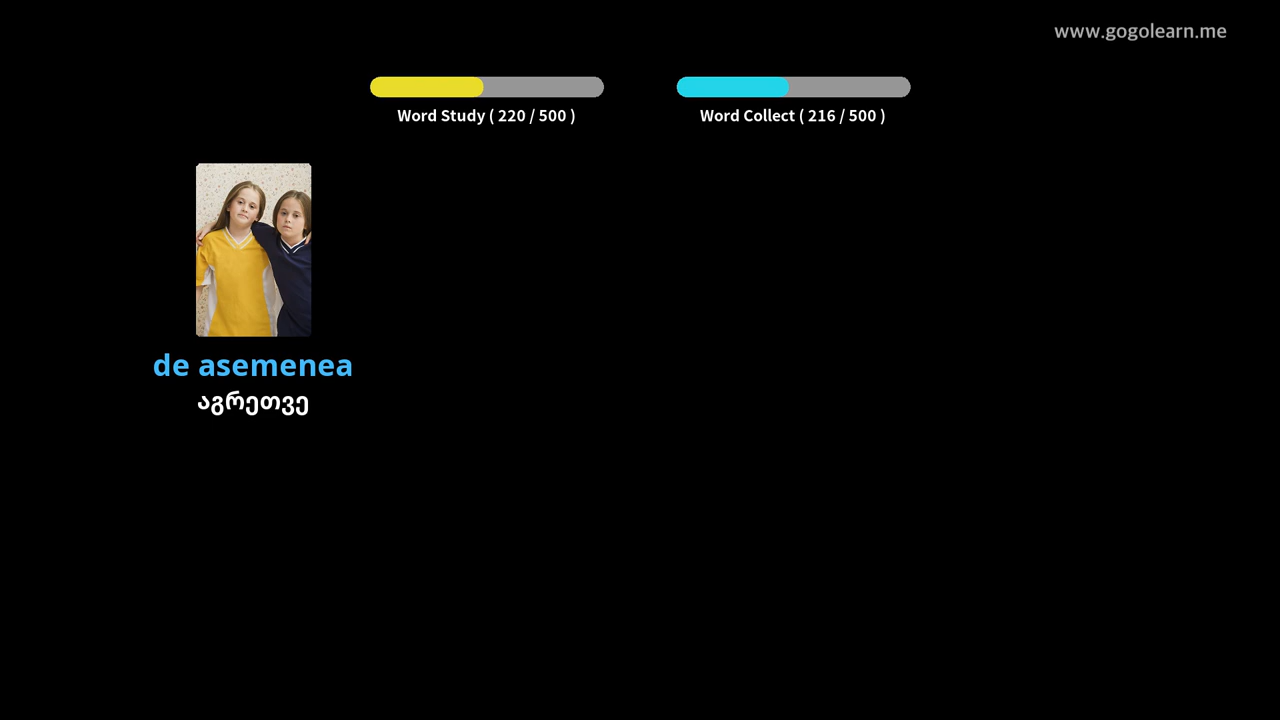 www.gogolearn.me
Word Study ( 220 / 500 )
Word Collect ( 216 / 500 )
de asemenea
აგრეთვე